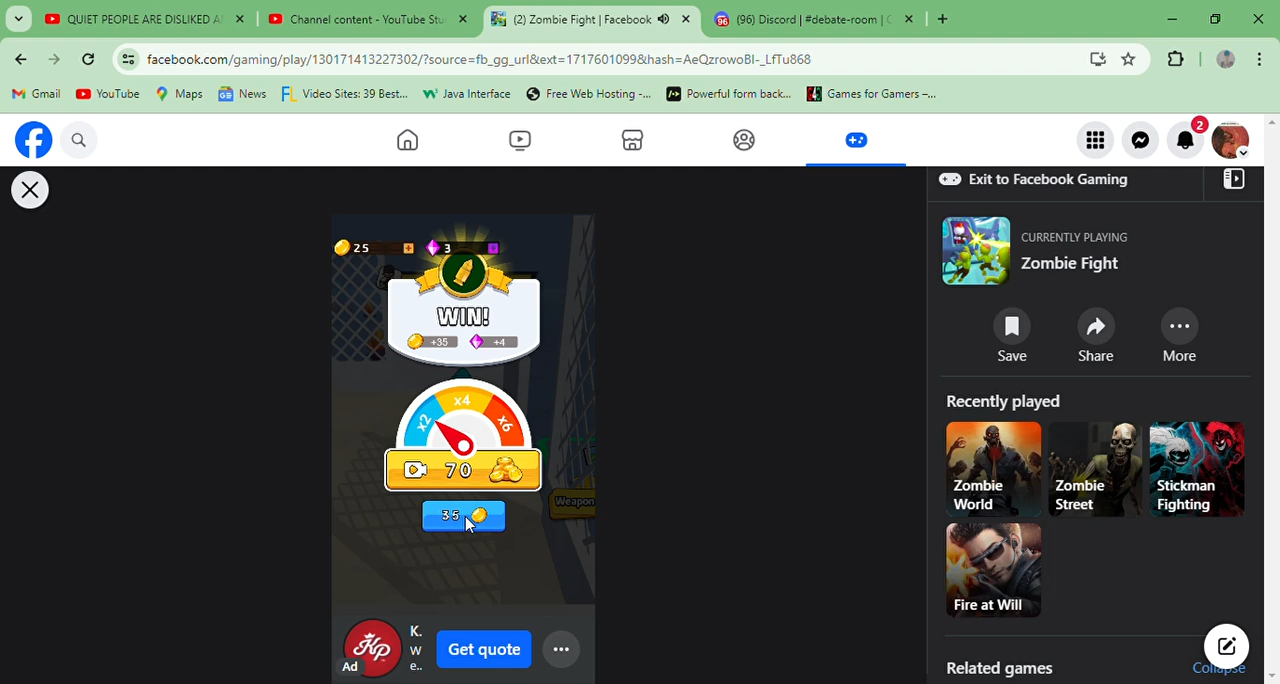 QUIET PEOPLE ARE DISLIKED A
Channel content - YouTube Stu
(2) Zombie Fight | Facebook
96
(96) Discord | #debate-room | C
facebook.com/gaming/play/130171413227302/?source=fb_gg_url&ext=1717601099&hash=AeQzrowoBI-_LfTu868
Gmail
YouTube
Maps
News
Video Sites: 39 Best...
Java Interface
Free Web Hosting -...
Powerful form back...
Games for Gamers –...
2
Exit to Facebook Gaming
CURRENTLY PLAYING
Zombie Fight
Save
Share
More
Recently played
Zombie
World
Zombie
Street
Stickman
Fighting
Fire at Will
Related games
Collapse
25
3
WIN!
+35
+4
x2
x4
x6
70
35
Weapon
K.
w
e..
Kp
Ad
Get quote